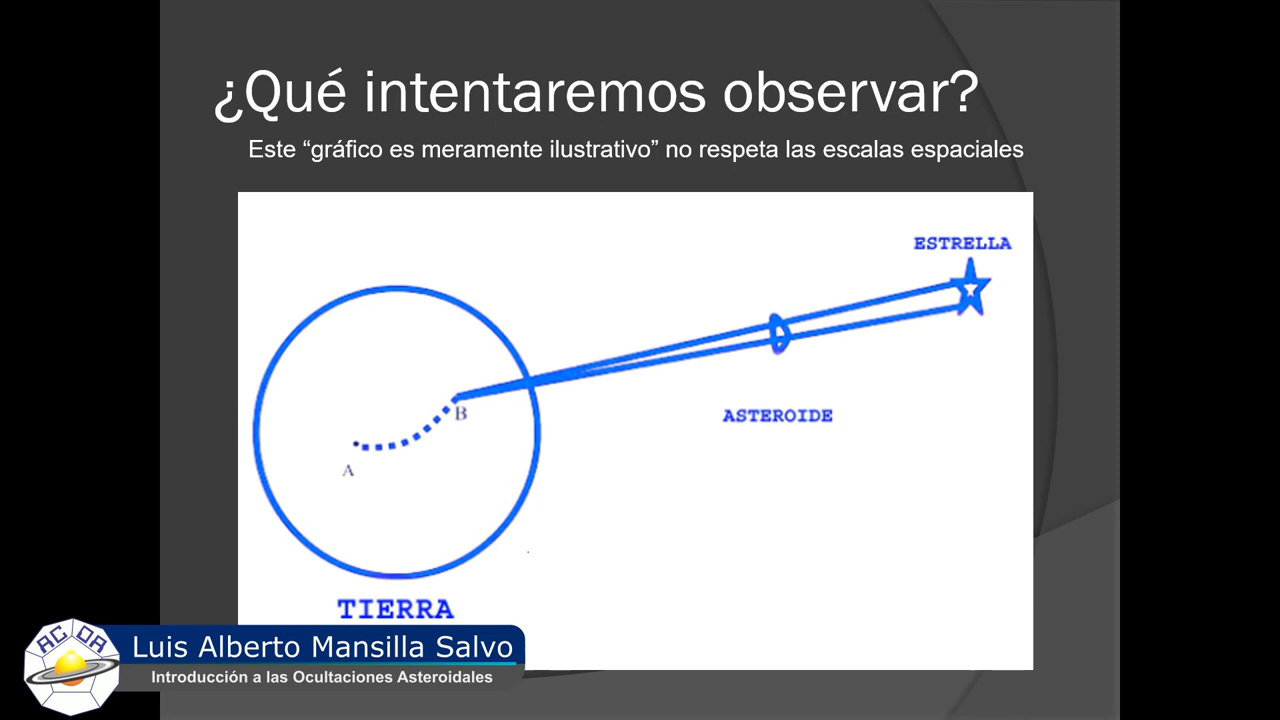 ¿Qué intentaremos observar?
Este “gráfico es meramente ilustrativo” no respeta las escalas espaciales
ESTRELLA
B
ASTEROIDE
A
TIERRA
ACDA
Luis Alberto Mansilla Salvo
Introducción a las Ocultaciones Asteroidales